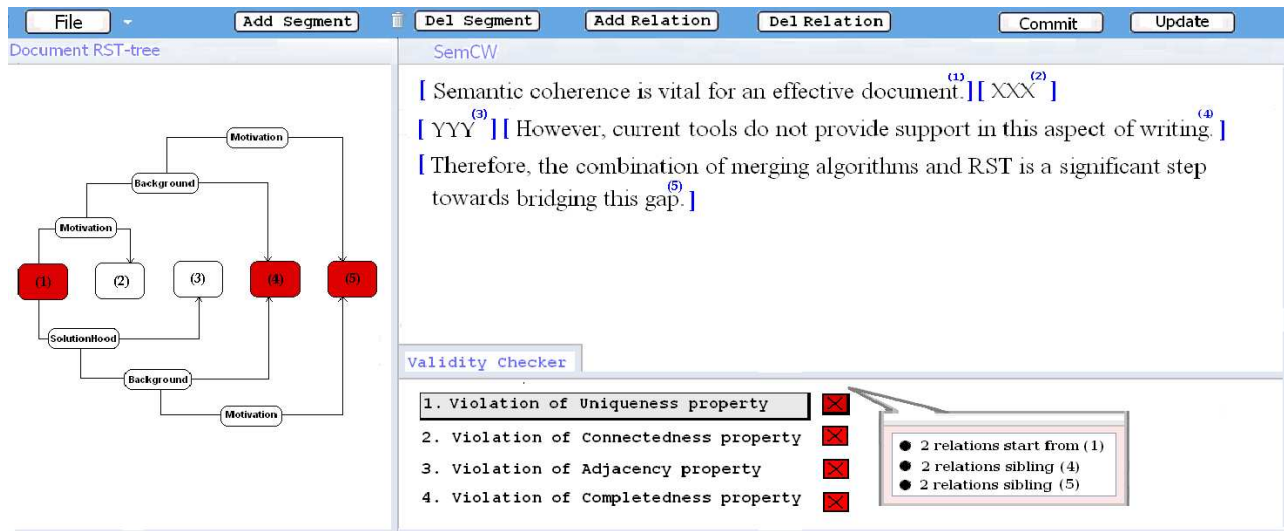 File
Add Segment
Del Segment
Add Relation
Del Relation
Commit
Update
Document RST-tree
SemCW
[ Semantic coherence is vital for an effective document.(1) ] [ XXX(2) ]
[ YYY(3) ] [ However, current tools do not provide support in this aspect of writing.(4) ]
[ Therefore, the combination of merging algorithms and RST is a significant step
towards bridging this gap.(5) ]
Motivation
Background
Motivation
(1) (2) (3) (4) (5)
SolutionHood
Background
Motivation
Validity Checker
1. Violation of Uniqueness property
2. Violation of Connectedness property
3. Violation of Adjacency property
4. Violation of Completedness property
● 2 relations start from (1)
● 2 relations sibling (4)
● 2 relations sibling (5)